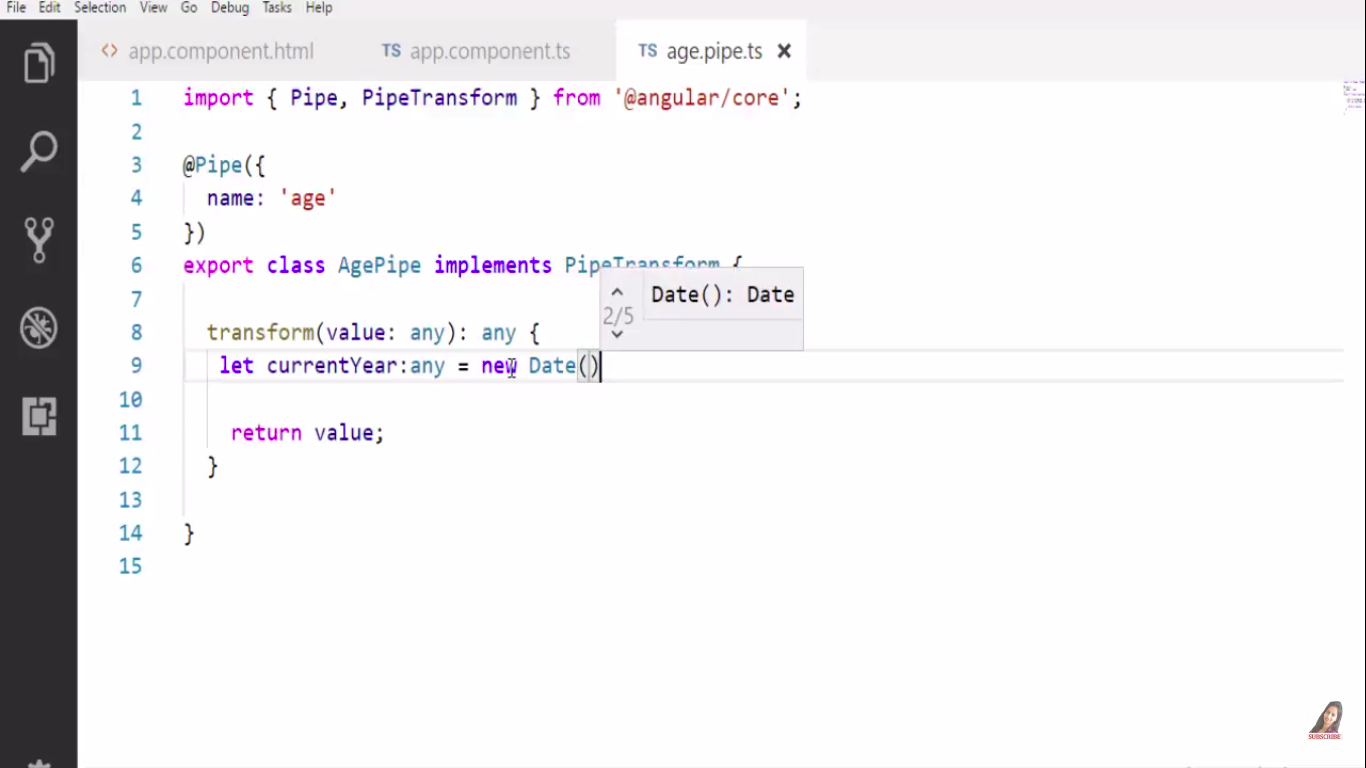 File Edit Selection View Go Debug Tasks Help
<> app.component.html TS app.component.ts TS age.pipe.ts ×
1 import { Pipe, PipeTransform } from '@angular/core';
2
3 @Pipe({
4 name: 'age'
5 })
6 export class AgePipe implements PipeTransform {
7
2/5 Date(): Date
8 transform(value: any): any {
9 let currentYear:any = new Date()
10
11 return value;
12 }
13
14 }
15
SUBSCRIBE